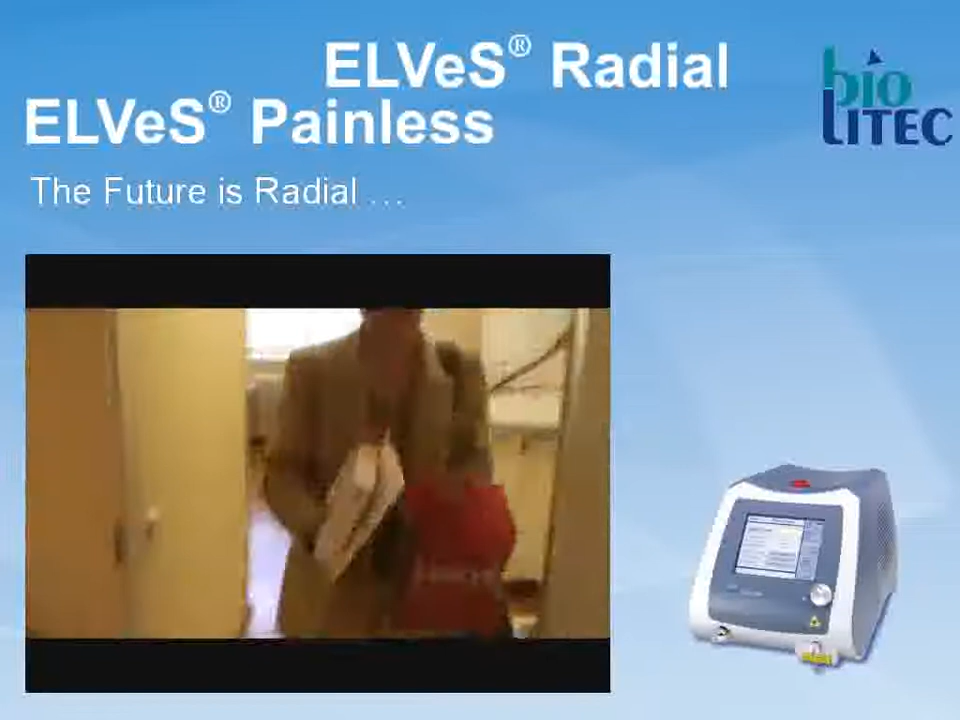 ELVeS® Radial
ELVeS® Painless
The Future is Radial ...
bio
LITEC